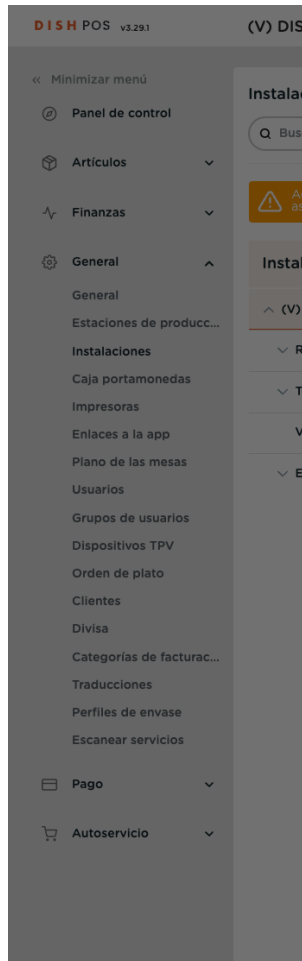 DISH POS v3.29.1
(V) DIS
« Minimizar menú
Panel de control
Artículos
Finanzas
General
General
Estaciones de producc...
Instalaciones
Caja portamonedas
Impresoras
Enlaces a la app
Plano de las mesas
Usuarios
Grupos de usuarios
Dispositivos TPV
Orden de plato
Clientes
Divisa
Categorías de facturac...
Traducciones
Perfiles de envase
Escanear servicios
Pago
Autoservicio
Instalac
Bus
Instal
(V)
R
T
V
E